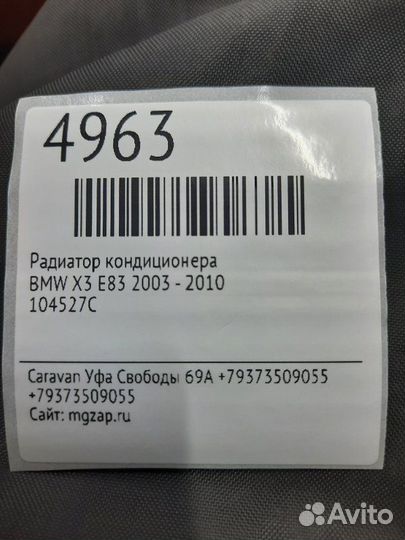 4963
Радиатор кондиционера
BMW X3 E83 2003 - 2010
104527C
Caravan Уфа Свободы 69А +79373509055
+79373509055
Сайт: mgzap.ru
Avito